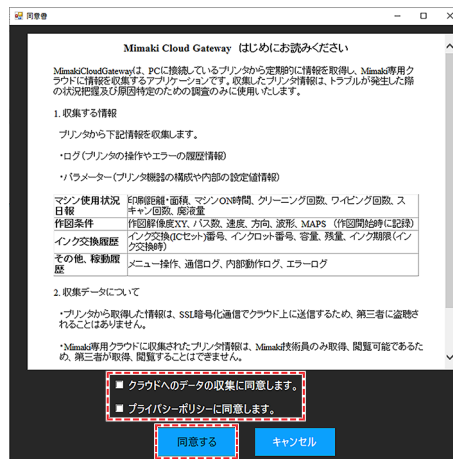 同意書
Mimaki Cloud Gateway はじめにお読みください
MimakiCloudGatewayは、PCに接続しているプリンタから定期的に情報を取得し、Mimaki専用ク
ラウドに情報を収集するアプリケーションです。収集したプリンタ情報は、トラブルが発生した際
の状況把握及び原因特定のための調査のみに使用いたします。
1. 収集する情報
プリンタから下記情報を収集します。
・ログ(プリンタの操作やエラーの履歴情報)
・パラメーター(プリンタ機器の構成や内部の設定値情報)
マシン使用状況 印刷距離・面積、マシンON時間、クリーニング回数、ワイピング回数、ス
日報 キャン回数、廃液量
作図条件 作図解像度XY、パス数、速度、方向、波形、MAPS (作図開始時に記録)
インク交換履歴 インク交換(ICセット)番号、インクロット番号、容量、残量、インク期限(イン
ク交換時)
その他、稼動履 メニュー操作、通信ログ、内部動作ログ、エラーログ
歴
2. 収集データについて
・プリンタから取得した情報は、SSL暗号化通信でクラウド上に送信するため、第三者に盗聴さ
れることはありません。
・Mimaki専用クラウドに収集されたプリンタ情報は、Mimaki技術員のみ取得、閲覧可能であるた
め、第三者が取得、閲覧することはできません。
クラウドへのデータの収集に同意します。
プライバシーポリシーに同意します。
同意する キャンセル